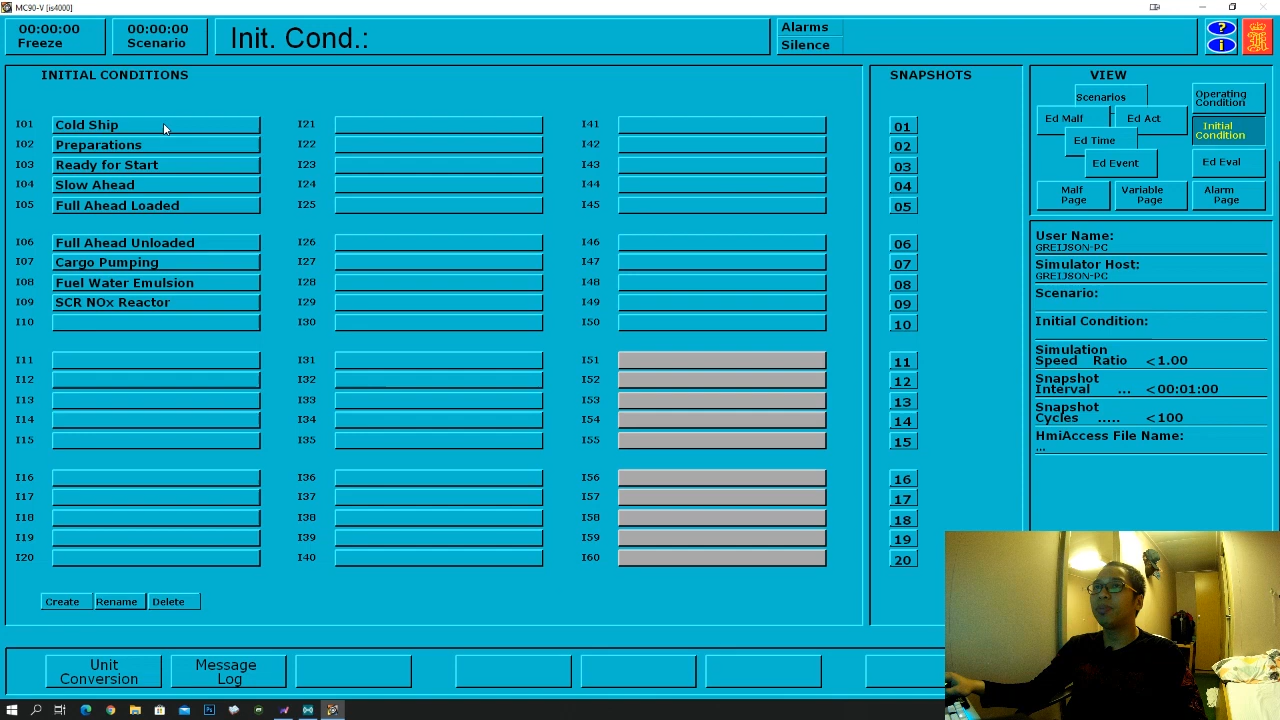 MC90-V [is4000]
00:00:00
Freeze
00:00:00
Scenario
Init. Cond.:
Alarms
Silence
?
i
INITIAL CONDITIONS
I01 Cold Ship
I02 Preparations
I03 Ready for Start
I04 Slow Ahead
I05 Full Ahead Loaded
I06 Full Ahead Unloaded
I07 Cargo Pumping
I08 Fuel Water Emulsion
I09 SCR NOx Reactor
I10
I11
I12
I13
I14
I15
I16
I17
I18
I19
I20
I21
I22
I23
I24
I25
I26
I27
I28
I29
I30
I31
I32
I33
I34
I35
I36
I37
I38
I39
I40
I41
I42
I43
I44
I45
I46
I47
I48
I49
I50
I51
I52
I53
I54
I55
I56
I57
I58
I59
I60
Create Rename Delete
SNAPSHOTS
01
02
03
04
05
06
07
08
09
10
11
12
13
14
15
16
17
18
19
20
VIEW
Scenarios
Ed Malf
Ed Act
Ed Time
Ed Event
Operating
Condition
Initial
Condition
Ed Eval
Malf
Page
Variable
Page
Alarm
Page
User Name:
GREIJSON-PC
Simulator Host:
GREIJSON-PC
Scenario:
Initial Condition:
Simulation
Speed Ratio <1.00
Snapshot
Interval ... <00:01:00
Snapshot
Cycles ..... <100
HmiAccess File Name:
...
Unit
Conversion
Message
Log